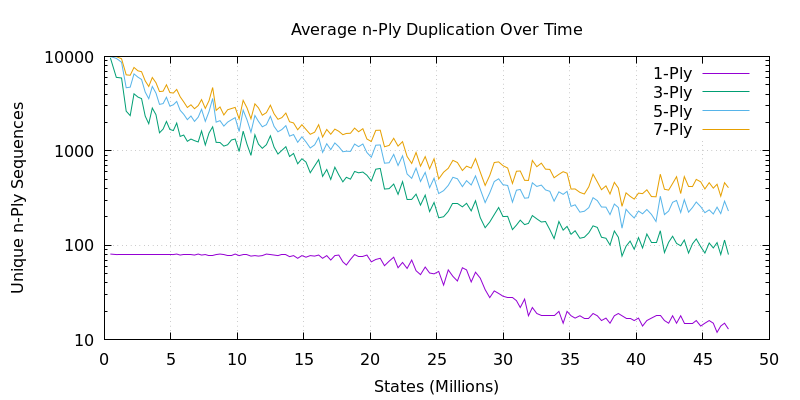 Average n-Ply Duplication Over Time
Unique n-Ply Sequences
10000
1000
100
10
1-Ply
3-Ply
5-Ply
7-Ply
0 5 10 15 20 25 30 35 40 45 50
States (Millions)